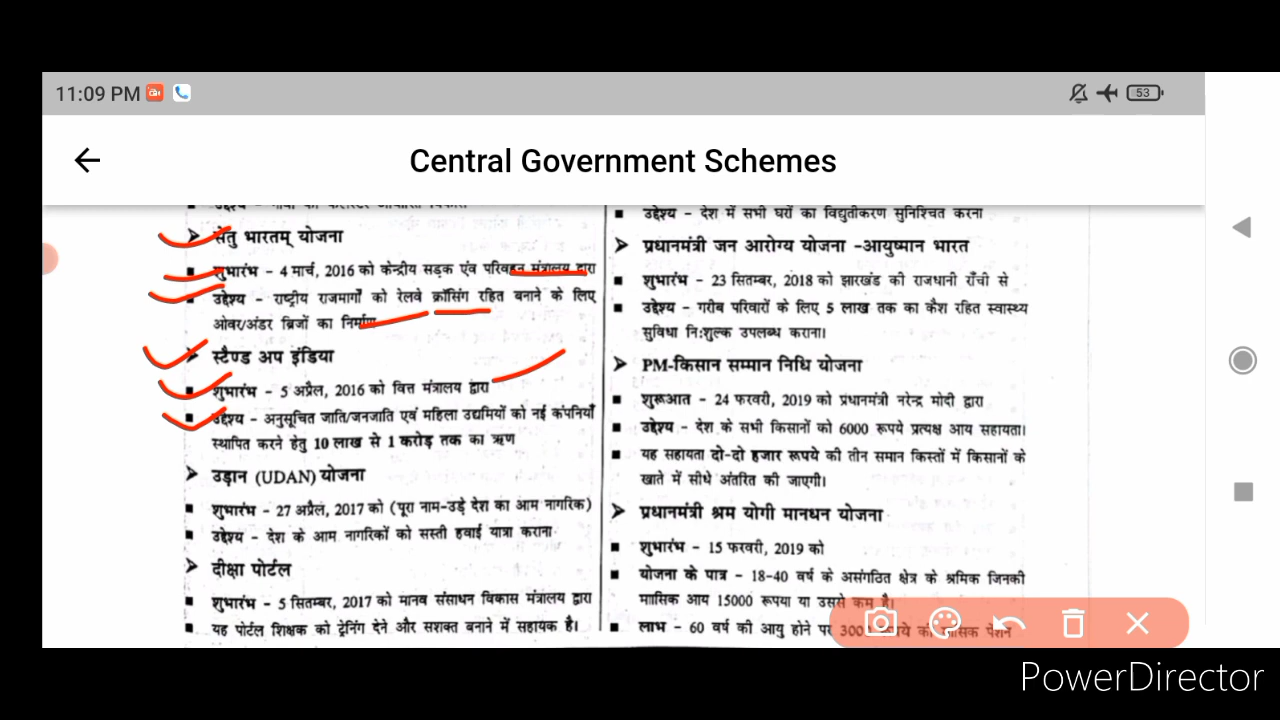 11:09 PM
53
Central Government Schemes
सेतु भारतम् योजना
शुभारंभ - 4 मार्च, 2016 को केन्द्रीय सड़क एंव परिवहन मंत्रालय द्वारा
उद्देश्य - राष्ट्रीय राजमार्गों को रेलवे क्रॉसिंग रहित बनाने के लिए
ओवर/अंडर ब्रिजों का निर्माण
स्टैण्ड अप इंडिया
शुभारंभ - 5 अप्रैल, 2016 को वित्त मंत्रालय द्वारा
उद्देश्य - अनुसूचित जाति/जनजाति एवं महिला उद्यमियों को नई कंपनियाँ
स्थापित करने हेतु 10 लाख से 1 करोड़ तक का ऋण
उड़ान (UDAN) योजना
शुभारंभ - 27 अप्रैल, 2017 को (पूरा नाम-उड़े देश का आम नागरिक)
उद्देश्य - देश के आम नागरिकों को सस्ती हवाई यात्रा कराना
दीक्षा पोर्टल
शुभारंभ - 5 सितम्बर, 2017 को मानव संसाधन विकास मंत्रालय द्वारा
यह पोर्टल शिक्षक को ट्रेनिंग देने और सशक्त बनाने में सहायक है।
उद्देश्य - देश में सभी घरों का विद्युतीकरण सुनिश्चित करना
प्रधानमंत्री जन आरोग्य योजना -आयुष्मान भारत
शुभारंभ - 23 सितम्बर, 2018 को झारखंड की राजधानी राँची से
उद्देश्य - गरीब परिवारों के लिए 5 लाख तक का कैश रहित स्वास्थ्य
सुविधा नि:शुल्क उपलब्ध कराना।
PM-किसान सम्मान निधि योजना
शुरूआत - 24 फरवरी, 2019 को प्रधानमंत्री नरेन्द्र मोदी द्वारा
उद्देश्य - देश के सभी किसानों को 6000 रूपये प्रत्यक्ष आय सहायता।
यह सहायता दो-दो हजार रूपये की तीन समान किस्तों में किसानों के
खाते में सीधे अंतरित की जाएगी।
प्रधानमंत्री श्रम योगी मानधन योजना
शुभारंभ - 15 फरवरी, 2019 को
योजना के पात्र - 18-40 वर्ष के असंगठित क्षेत्र के श्रमिक जिनकी
मासिक आय 15000 रूपया या उससे कम है।
लाभ - 60 वर्ष की आयु होने पर की मासिक पेंशन
PowerDirector